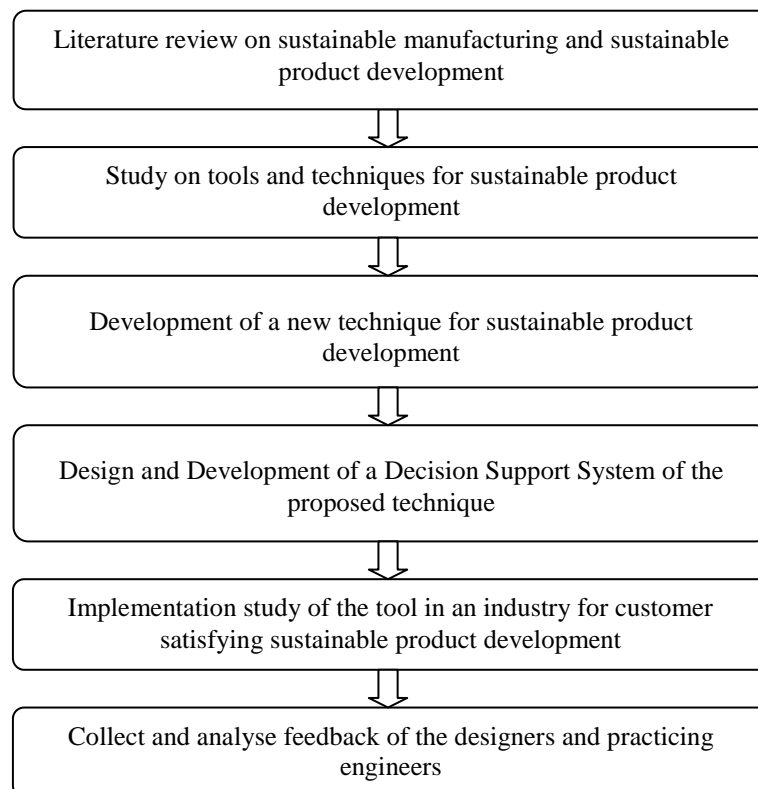 Literature review on sustainable manufacturing and sustainable
product development
Study on tools and techniques for sustainable product
development
Development of a new technique for sustainable product
development
Design and Development of a Decision Support System of the
proposed technique
Implementation study of the tool in an industry for customer
satisfying sustainable product development
Collect and analyse feedback of the designers and practicing
engineers